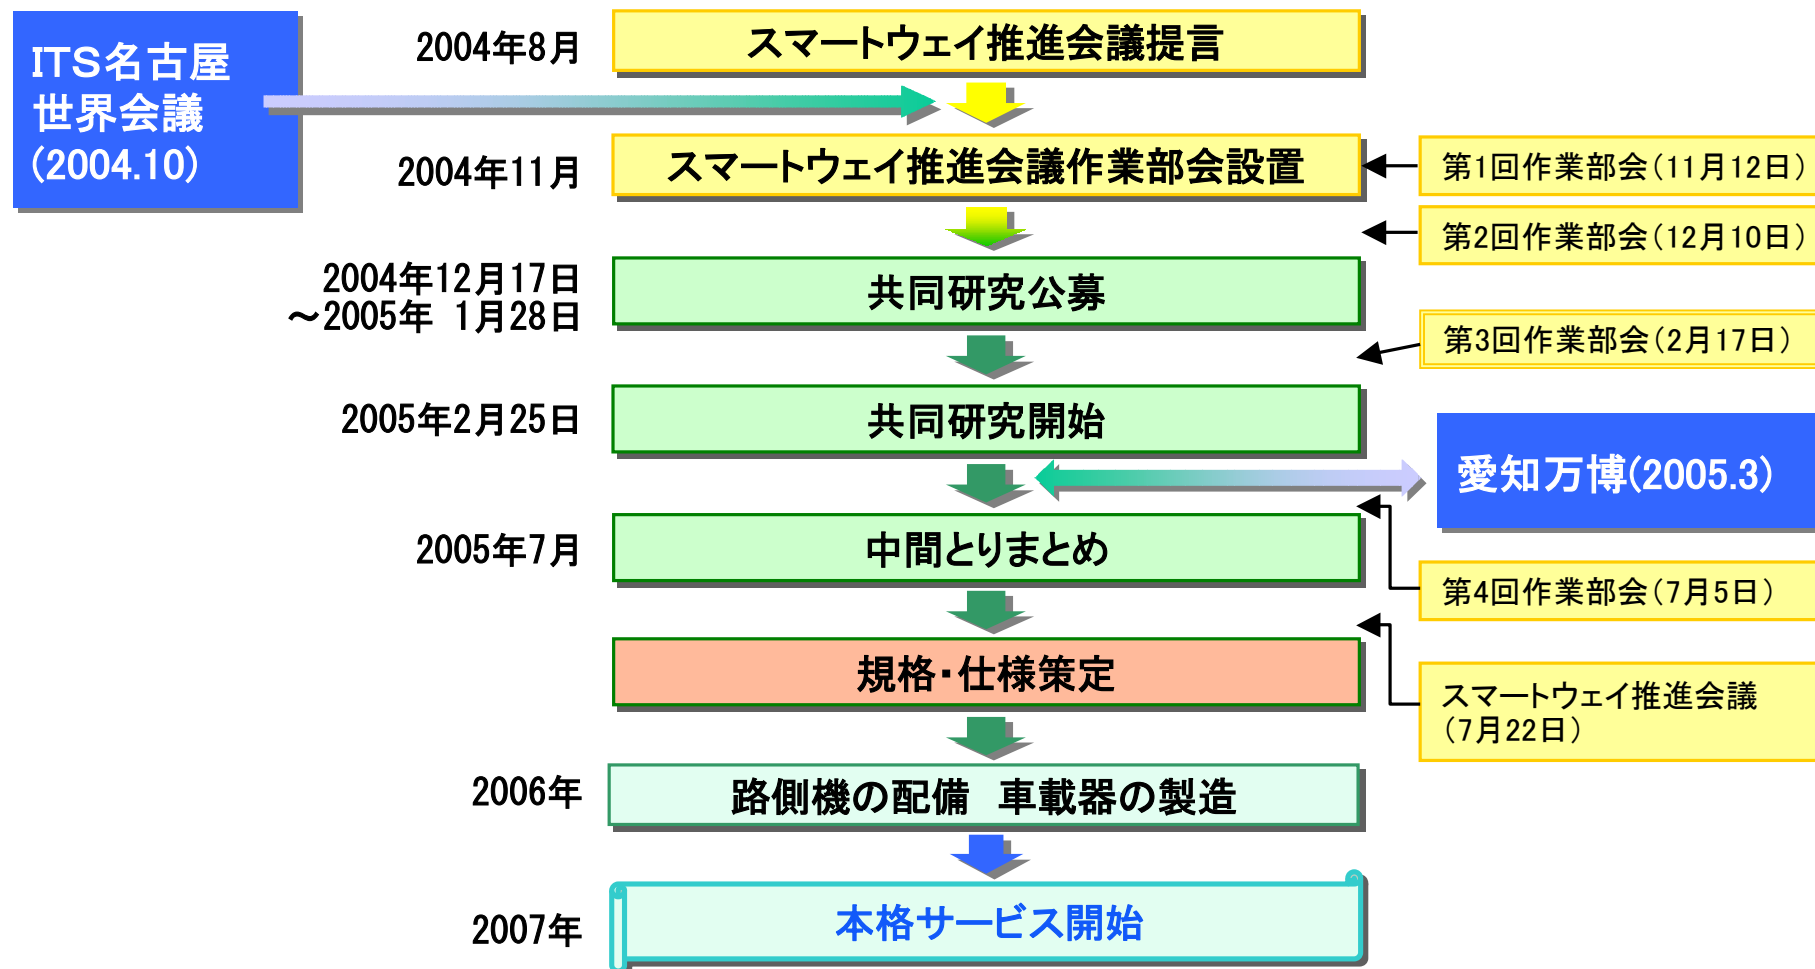 ITS名古屋
世界会議
(2004.10)
2004年8月
スマートウェイ推進会議提言
2004年11月
スマートウェイ推進会議作業部会設置
第1回作業部会(11月12日)
第2回作業部会(12月10日)
2004年12月17日
～2005年 1月28日
共同研究公募
第3回作業部会(2月17日)
2005年2月25日
共同研究開始
愛知万博(2005.3)
2005年7月
中間とりまとめ
第4回作業部会(7月5日)
規格・仕様策定
スマートウェイ推進会議
(7月22日)
2006年
路側機の配備　車載器の製造
2007年
本格サービス開始